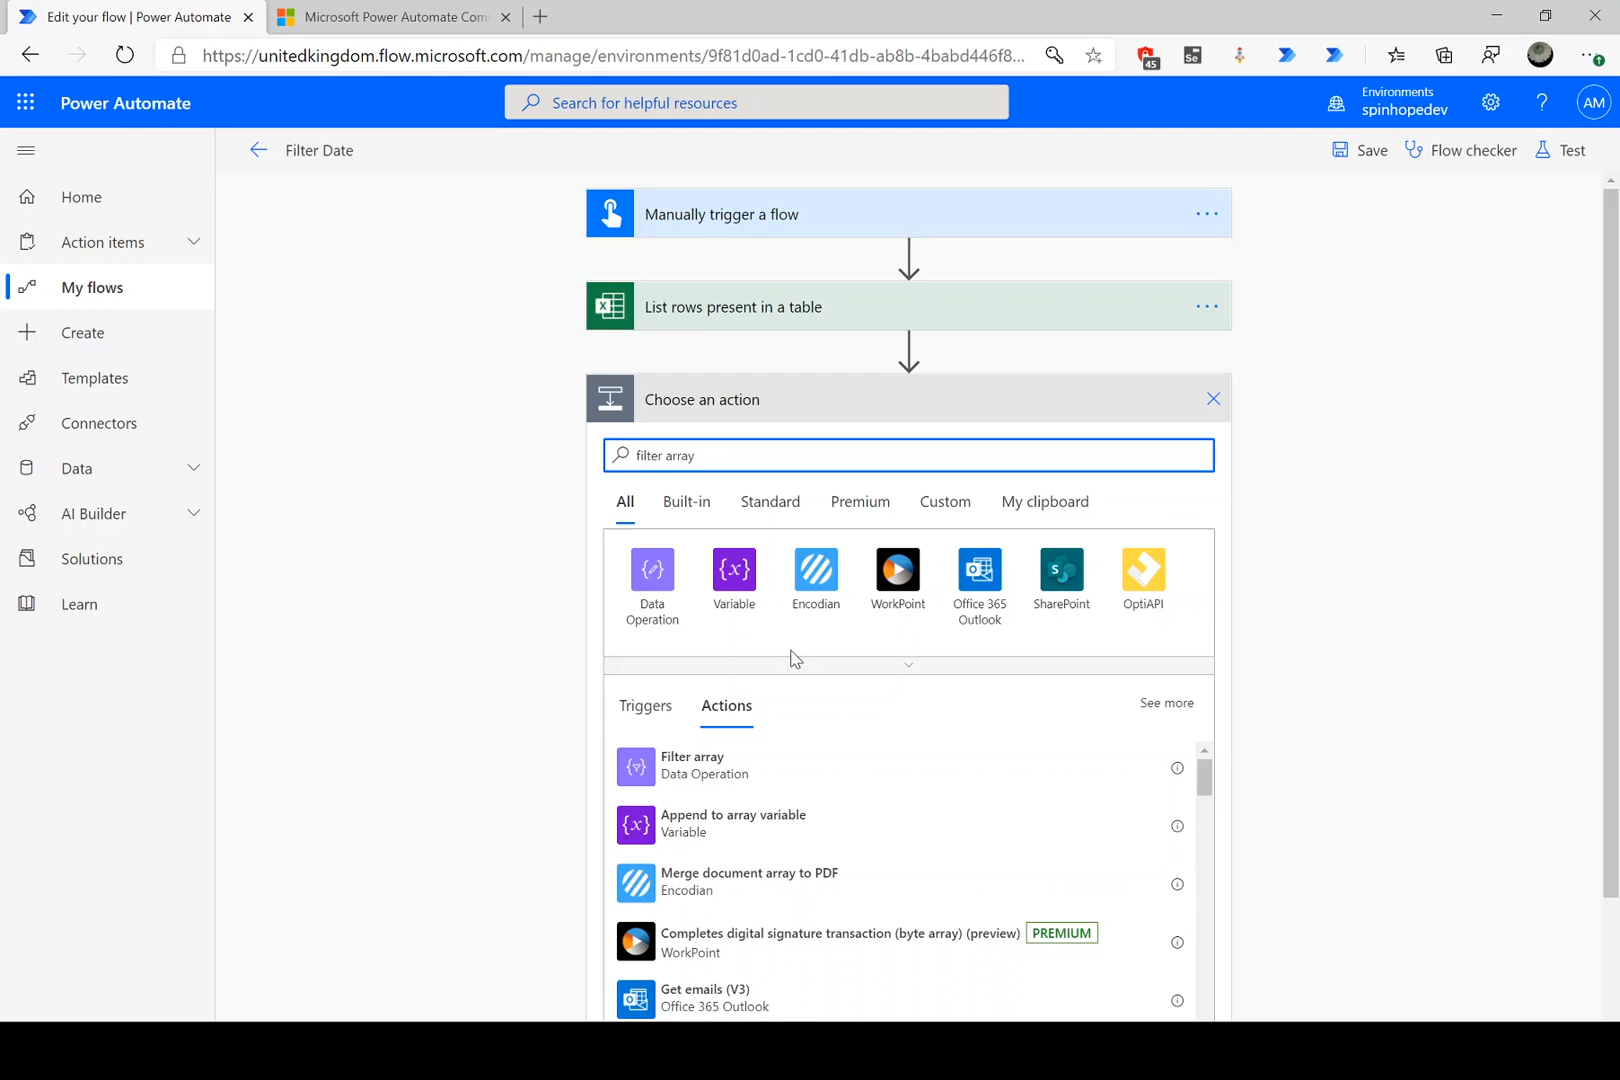 Edit your flow | Power Automate
Microsoft Power Automate Com
https://unitedkingdom.flow.microsoft.com/manage/environments/9f81d0ad-1cd0-41db-ab8b-4babd446f8...
45
Se
Power Automate
Search for helpful resources
Environments
spinhopedev
?
AM
Filter Date
Save
Flow checker
Test
Home
Action items
My flows
Create
Templates
Connectors
Data
AI Builder
Solutions
Learn
Manually trigger a flow
List rows present in a table
Choose an action
filter array
All
Built-in
Standard
Premium
Custom
My clipboard
Data
Operation
Variable
Encodian
WorkPoint
Office 365
Outlook
SharePoint
OptiAPI
Triggers
Actions
See more
Filter array
Data Operation
Append to array variable
Variable
Merge document array to PDF
Encodian
Completes digital signature transaction (byte array) (preview) PREMIUM
WorkPoint
Get emails (V3)
Office 365 Outlook